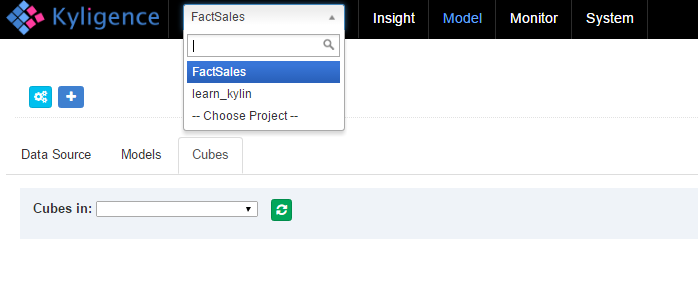 Kyligence
FactSales
Insight
Model
Monitor
System
FactSales
learn_kylin
-- Choose Project --
Data Source
Models
Cubes
Cubes in: